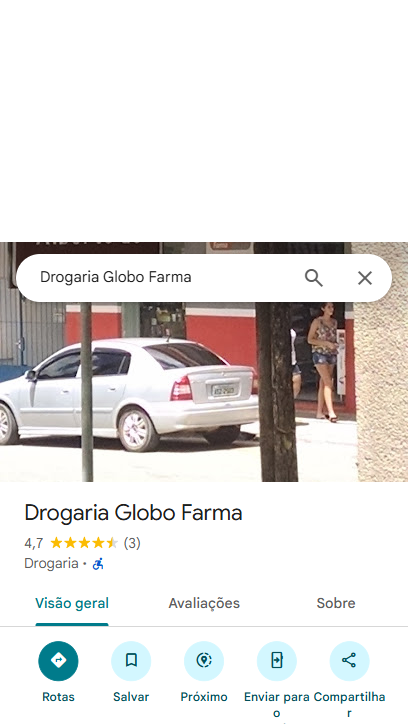 Drogaria Globo Farma
Drogaria Globo Farma
4,7 (3)
Drogaria ·
Visão geral Avaliações Sobre
Rotas Salvar Próximo Enviar para o Compartilhar